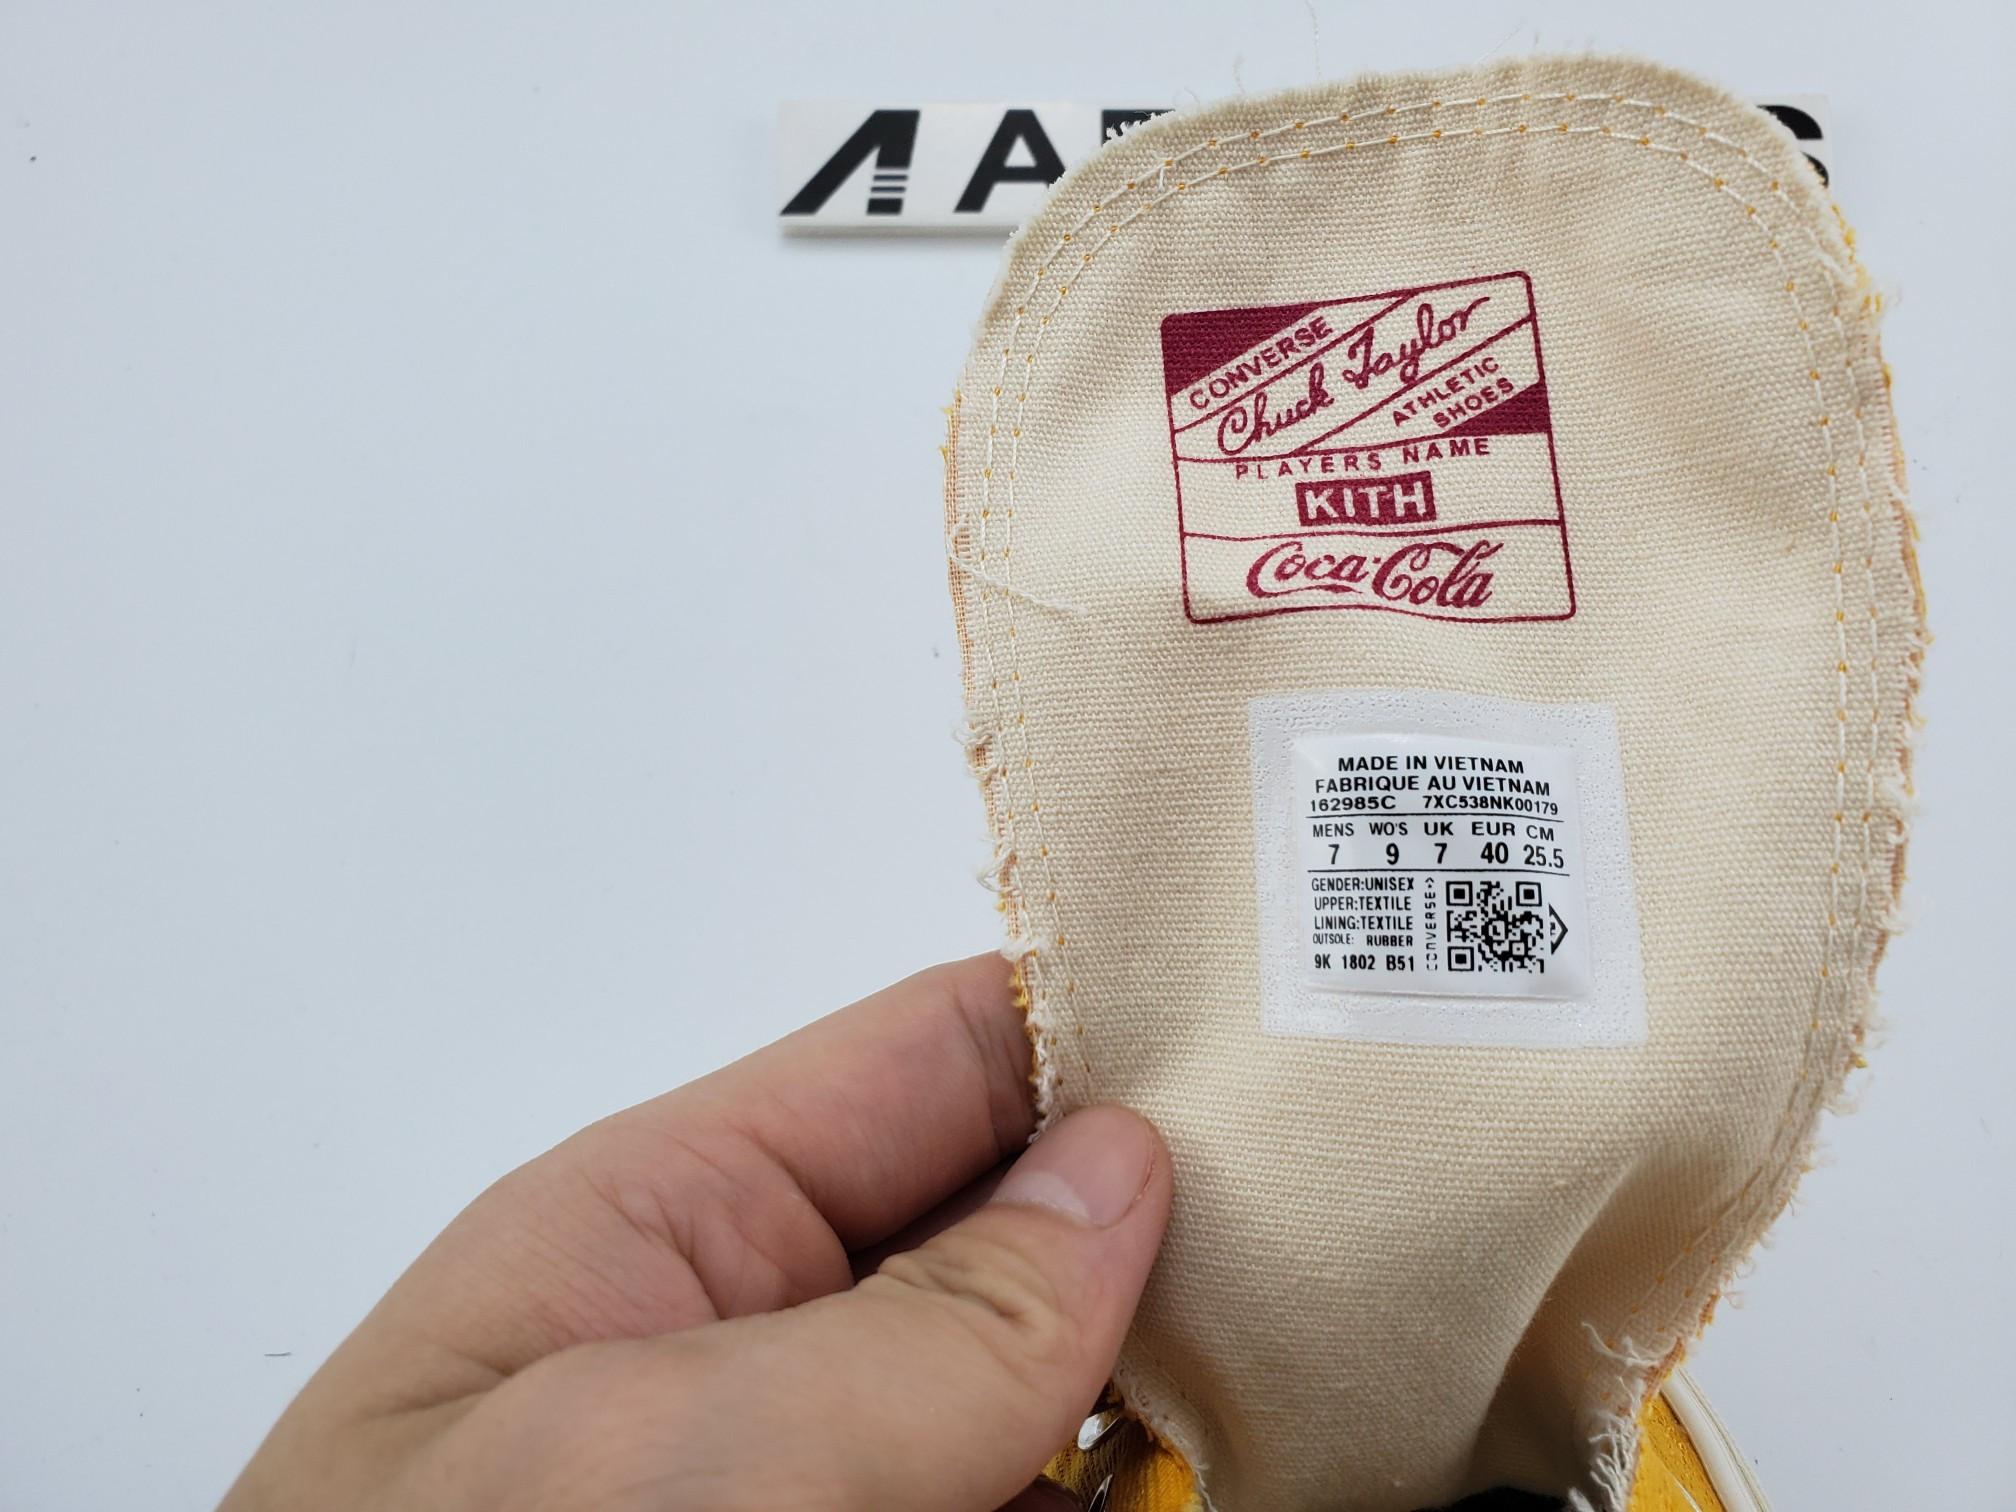 CONVERSE
Chuck Taylor
ATHLETIC
SHOES
PLAYERS NAME
KITH
Coca-Cola
MADE IN VIETNAM
FABRIQUE AU VIETNAM
162985C 7XC538NK00179
MENS WO'S UK EUR CM
7 9 7 40 25.5
GENDER:UNISEX
UPPER:TEXTILE
LINING:TEXTILE
OUTSOLE: RUBBER
9K 1802 B51
CONVERSE